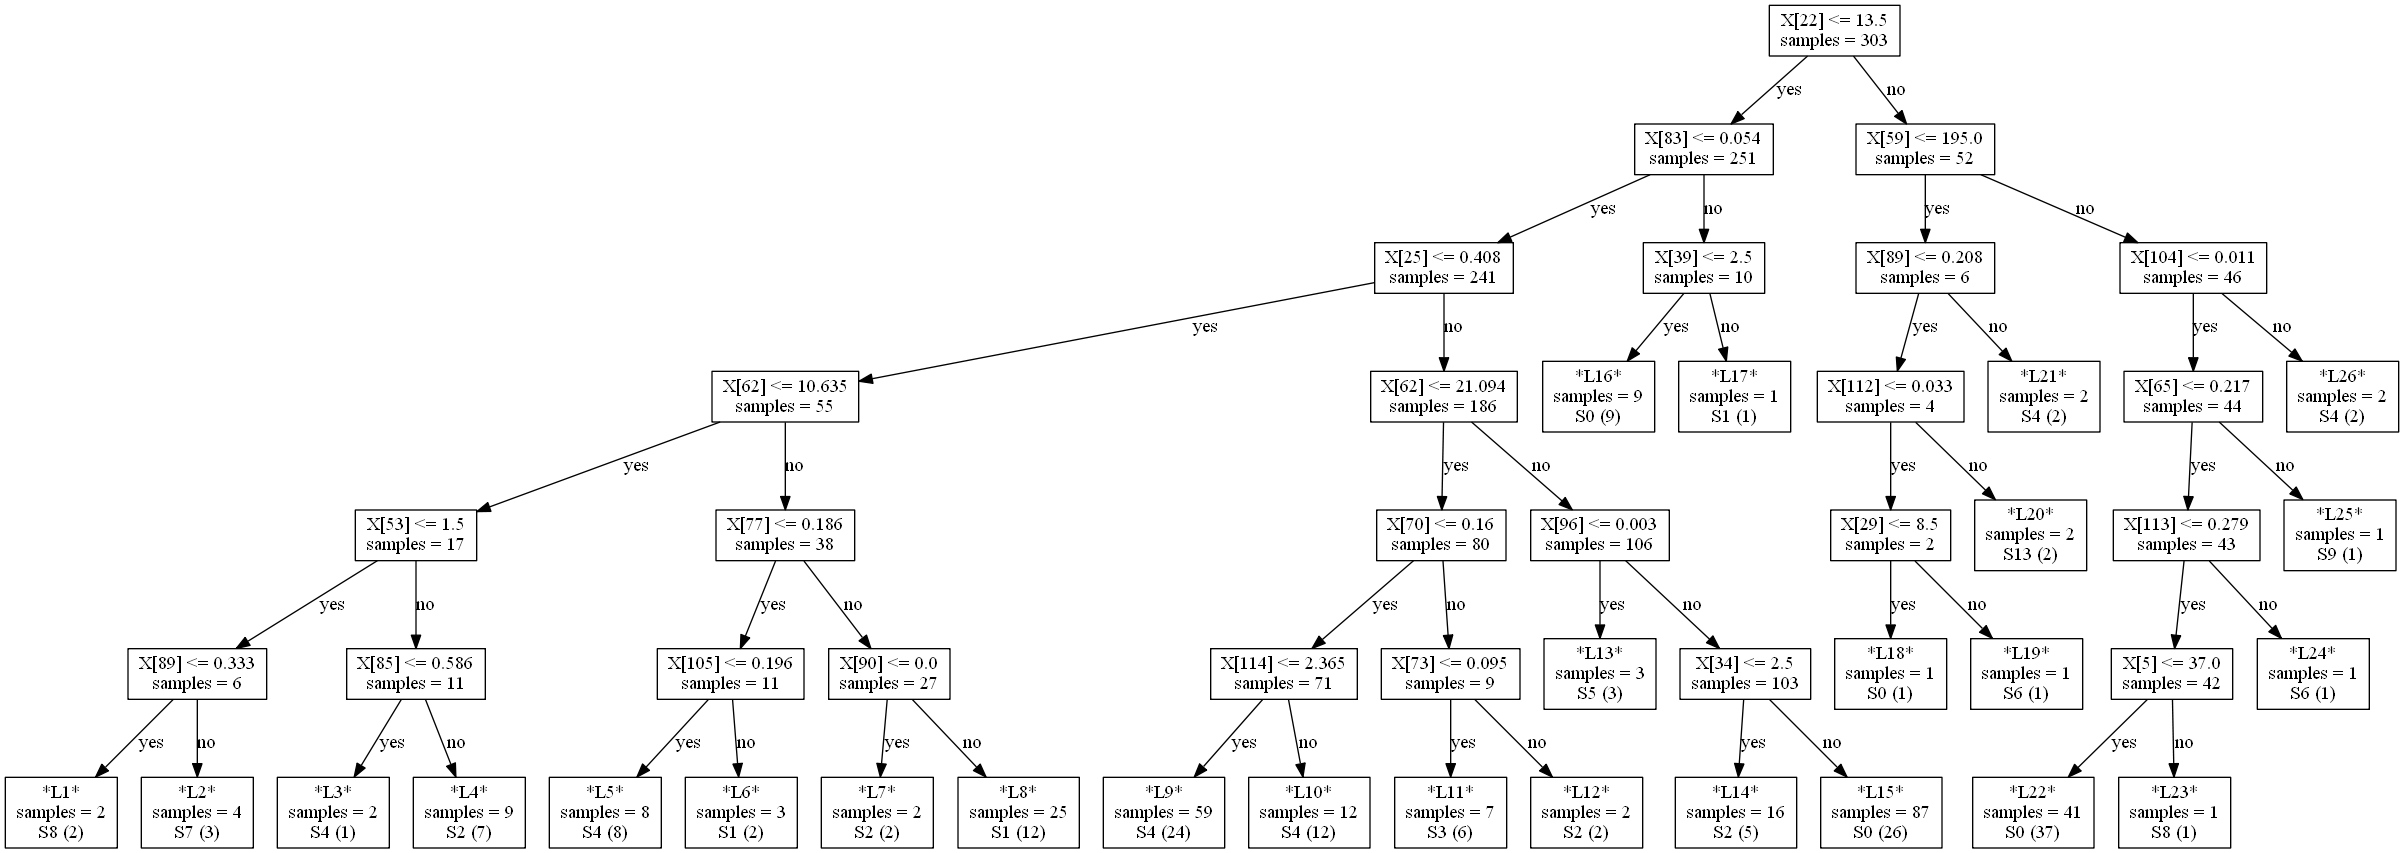 X[22] <= 13.5
samples = 303
yes
no
X[83] <= 0.054
samples = 251
X[59] <= 195.0
samples = 52
yes
no
yes
no
X[25] <= 0.408
samples = 241
X[39] <= 2.5
samples = 10
X[89] <= 0.208
samples = 6
X[104] <= 0.011
samples = 46
yes
no
yes
no
yes
no
yes
no
X[62] <= 10.635
samples = 55
X[62] <= 21.094
samples = 186
*L16*
samples = 9
S0 (9)
*L17*
samples = 1
S1 (1)
X[112] <= 0.033
samples = 4
*L21*
samples = 2
S4 (2)
X[65] <= 0.217
samples = 44
*L26*
samples = 2
S4 (2)
yes
no
yes
no
yes
no
yes
no
X[53] <= 1.5
samples = 17
X[77] <= 0.186
samples = 38
X[70] <= 0.16
samples = 80
X[96] <= 0.003
samples = 106
X[29] <= 8.5
samples = 2
*L20*
samples = 2
S13 (2)
X[113] <= 0.279
samples = 43
*L25*
samples = 1
S9 (1)
yes
no
yes
no
yes
no
yes
no
yes
no
yes
no
X[89] <= 0.333
samples = 6
X[85] <= 0.586
samples = 11
X[105] <= 0.196
samples = 11
X[90] <= 0.0
samples = 27
X[114] <= 2.365
samples = 71
X[73] <= 0.095
samples = 9
*L13*
samples = 3
S5 (3)
X[34] <= 2.5
samples = 103
*L18*
samples = 1
S0 (1)
*L19*
samples = 1
S6 (1)
X[5] <= 37.0
samples = 42
*L24*
samples = 1
S6 (1)
yes
no
yes
no
yes
no
yes
no
yes
no
yes
no
yes
no
yes
no
*L1*
samples = 2
S8 (2)
*L2*
samples = 4
S7 (3)
*L3*
samples = 2
S4 (1)
*L4*
samples = 9
S2 (7)
*L5*
samples = 8
S4 (8)
*L6*
samples = 3
S1 (2)
*L7*
samples = 2
S2 (2)
*L8*
samples = 25
S1 (12)
*L9*
samples = 59
S4 (24)
*L10*
samples = 12
S4 (12)
*L11*
samples = 7
S3 (6)
*L12*
samples = 2
S2 (2)
*L14*
samples = 16
S2 (5)
*L15*
samples = 87
S0 (26)
*L22*
samples = 41
S0 (37)
*L23*
samples = 1
S8 (1)